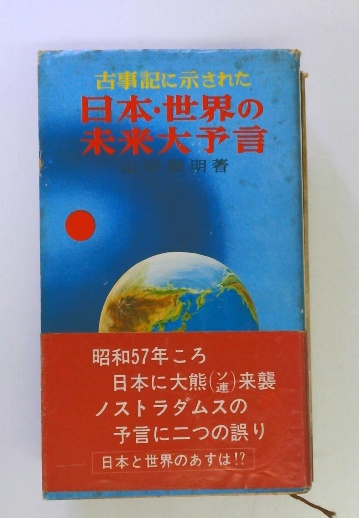 古事記に示された
日本・世界の
未来大予言
明著
昭和57年ころ
日本に大熊(ソ連)来襲
ノストラダムスの
予言に二つの誤り
日本と世界のあすは!?